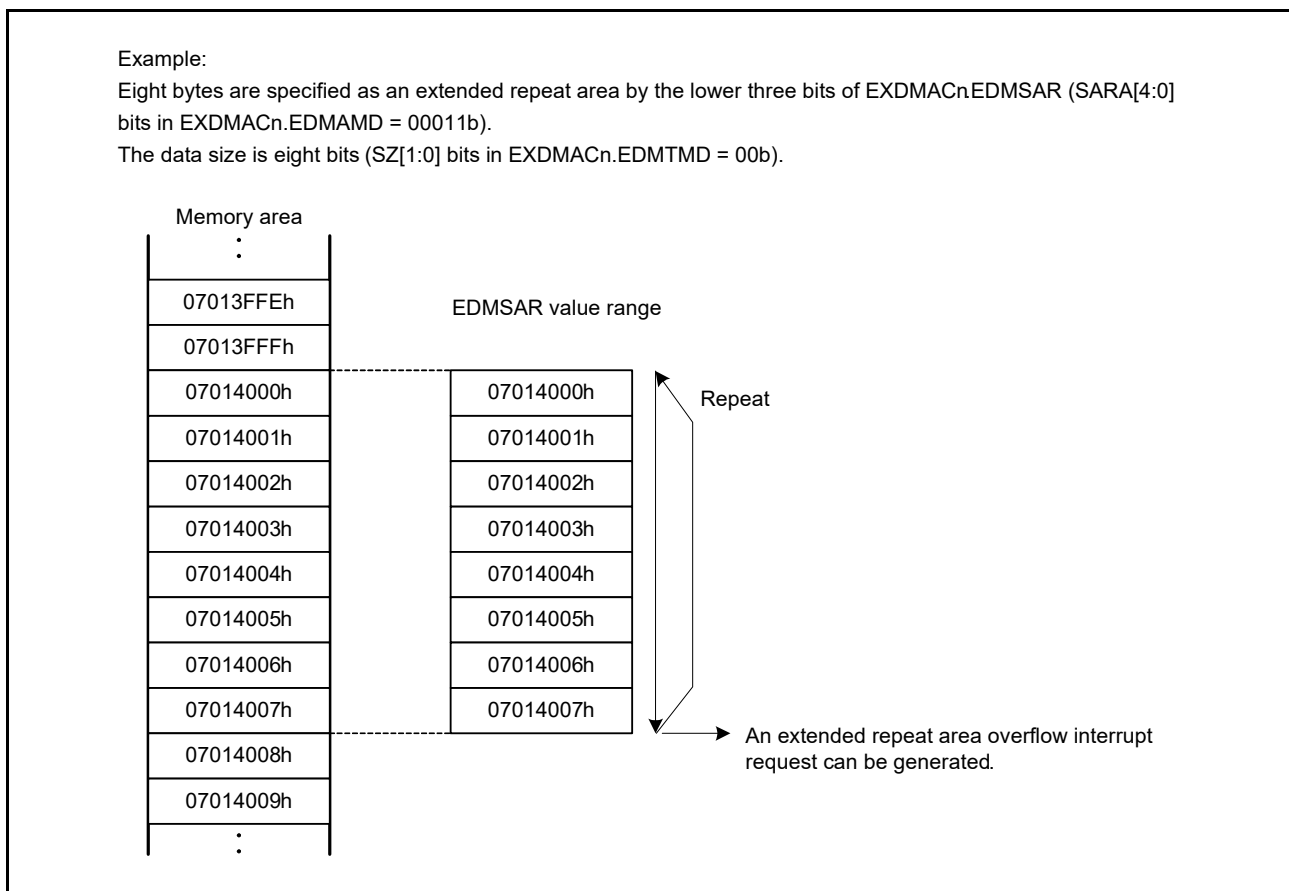 Example:
Eight bytes are specified as an extended repeat area by the lower three bits of EXDMACn.EDMSAR (SARA[4:0]
bits in EXDMACn.EDMAMD = 00011b).
The data size is eight bits (SZ[1:0] bits in EXDMACn.EDMTMD = 00b).
Memory area
07013FFEh
EDMSAR value range
07013FFFh
07014000h 07014000h
Repeat
07014001h 07014001h
07014002h 07014002h
07014003h 07014003h
07014004h 07014004h
07014005h 07014005h
07014006h 07014006h
07014007h 07014007h
An extended repeat area overflow interrupt
request can be generated.
07014008h
07014009h